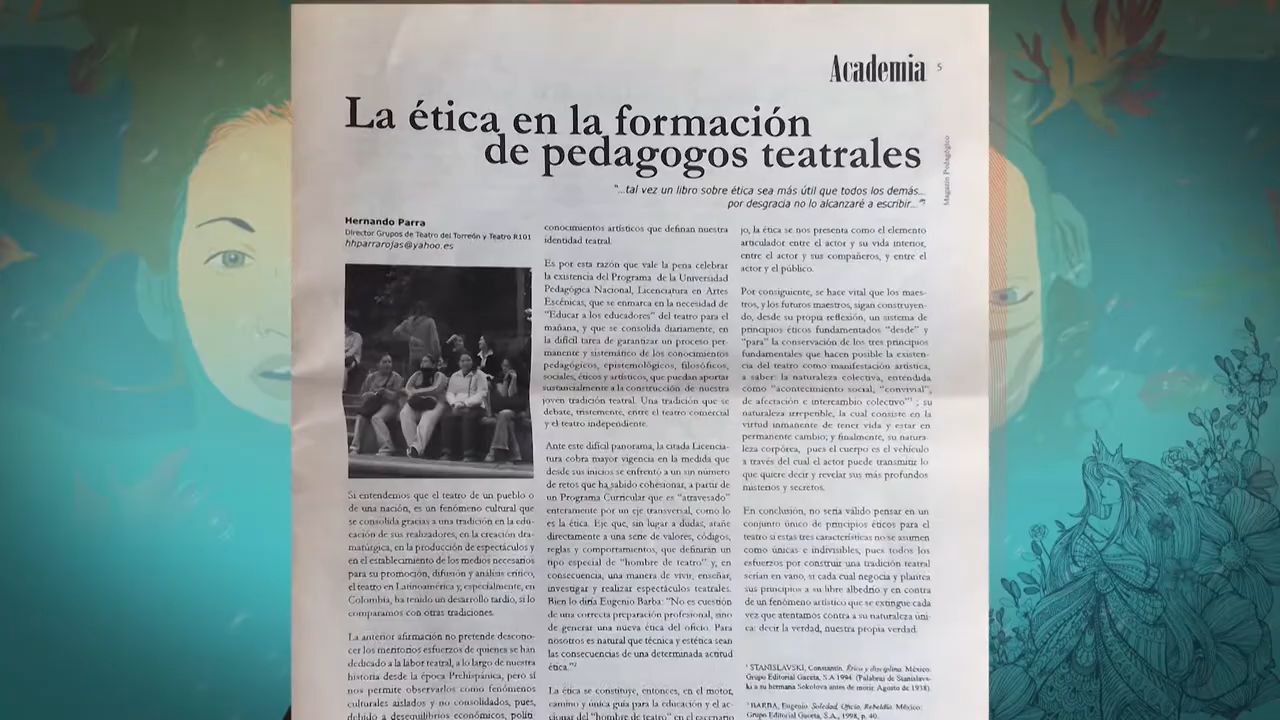 Academia 5
La ética en la formación
de pedagogos teatrales
Magazin Pedagógico
"...tal vez un libro sobre ética sea más útil que todos los demás...
por desgracia no lo alcanzaré a escribir..."¹
Hernando Parra
Director Grupos de Teatro del Torreón y Teatro R101
hhparrarojas@yahoo.es
Si entendemos que el teatro de un pueblo o
de una nación, es un fenómeno cultural que
se consolida gracias a una tradición en la edu-
cación de sus realizadores, en la creación dra-
matúrgica, en la producción de espectáculos y
en el establecimiento de los medios necesarios
para su promoción, difusión y análisis crítico,
el teatro en Latinoamérica y, especialmente, en
Colombia, ha tenido un desarrollo tardío, si lo
comparamos con otras tradiciones.
La anterior afirmación no pretende descono-
cer los meritorios esfuerzos de quienes se han
dedicado a la labor teatral, a lo largo de nuestra
historia desde la época Prehispánica, pero sí
nos permite observarlos como fenómenos
culturales aislados y no consolidados, pues,
debido a desequilibrios económicos, polín
conocimientos artísticos que definan nuestra
identidad teatral.
Es por esta razón que vale la pena celebrar
la existencia del Programa de la Universidad
Pedagógica Nacional, Licenciatura en Artes
Escénicas, que se enmarca en la necesidad de
"Educar a los educadores" del teatro para el
mañana, y que se consolida diariamente, en
la difícil tarea de garantizar un proceso per-
manente y sistemático de los conocimientos
pedagógicos, epistemológicos, filosóficos,
sociales, éticos y artísticos, que puedan aportar
sustancialmente a la construcción de nuestra
joven tradición teatral. Una tradición que se
debate, tristemente, entre el teatro comercial
y el teatro independiente.
Ante este difícil panorama, la citada Licencia-
tura cobra mayor vigencia en la medida que
desde sus inicios se enfrentó a un sin número
de retos que ha sabido cohesionar, a partir de
un Programa Curricular que es "atravesado"
enteramente por un eje transversal, como lo
es la ética. Eje que, sin lugar a dudas, atañe
directamente a una serie de valores, códigos,
reglas y comportamientos, que definirán un
tipo especial de "hombre de teatro" y, en
consecuencia, una manera de vivir, enseñar,
investigar y realizar espectáculos teatrales.
Bien lo diría Eugenio Barba: "No es cuestión
de una correcta preparación profesional, sino
de generar una nueva ética del oficio. Para
nosotros es natural que técnica y estética sean
las consecuencias de una determinada actitud
ética."²
La ética se constituye, entonces, en el motor,
camino y única guía para la educación y el ac-
cionar del "hombre de teatro" en el escenario
jo, la ética se nos presenta como el elemento
articulador entre el actor y su vida interior,
entre el actor y sus compañeros, y entre el
actor y el público.
Por consiguiente, se hace vital que los maes-
tros, y los futuros maestros, sigan construyen-
do, desde su propia reflexión, un sistema de
principios éticos fundamentados "desde" y
"para" la conservación de los tres principios
fundamentales que hacen posible la existen-
cia del teatro como manifestación artística,
a saber: la naturaleza colectiva, entendida
como "acontecimiento social, "convivial",
de afectación e intercambio colectivo"³ ; su
naturaleza irrepetible, la cual consiste en la
virtud inmanente de tener vida y estar en
permanente cambio; y finalmente, su natura-
leza corpórea, pues el cuerpo es el vehículo
a través del cual el actor puede transmitir lo
que quiere decir y revelar sus más profundos
misterios y secretos.
En conclusión, no sería válido pensar en un
conjunto único de principios éticos para el
teatro si estas tres características no se asumen
como únicas e indivisibles, pues todos los
esfuerzos por construir una tradición teatral
serían en vano, si cada cual negocia y plantea
sus principios a su libre albedrío y en contra
de un fenómeno artístico que se extingue cada
vez que atentamos contra a su naturaleza úni-
ca: decir la verdad, nuestra propia verdad.
¹ STANISLAVSKI, Constantin. Ética y disciplina. México:
Grupo Editorial Gaceta, S.A 1994. (Palabras de Stanislavs-
ki a su hermana Sokolova antes de morir. Agosto de 1938).
² BARBA, Eugenio Soledad, Oficio, Rebeldía. México:
Grupo Editorial Gaceta, S.A., 1998, p. 40.